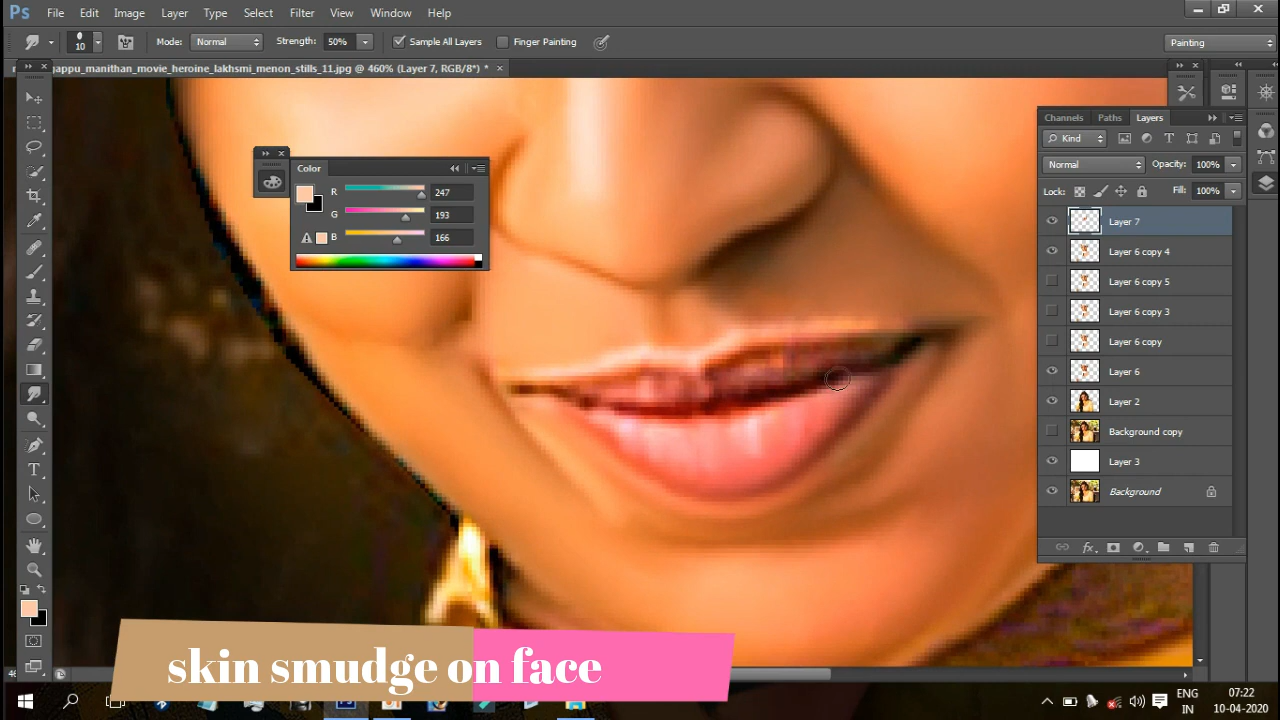 Ps File Edit Image Layer Type Select Filter View Window Help
10 Mode: Normal Strength: 50% Sample All Layers Finger Painting Painting
gappu_manithan_movie_heroine_lakhsmi_menon_stills_11.jpg @ 460% (Layer 7, RGB/8*) *
Color
R 247
G 193
B 166
Channels Paths Layers
Kind
Normal Opacity: 100%
Lock: Fill: 100%
Layer 7
Layer 6 copy 4
Layer 6 copy 5
Layer 6 copy 3
Layer 6 copy
Layer 6
Layer 2
Background copy
Layer 3
Background
fx
skin smudge on face
ENG
IN
07:22
10-04-2020